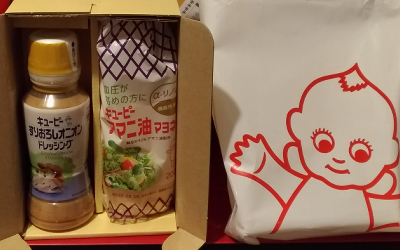 キユーピー
すりおろしオニオン
ドレッシング
血圧が
高めの方に
α-リノ
キユーピー
アマニ油マヨネ